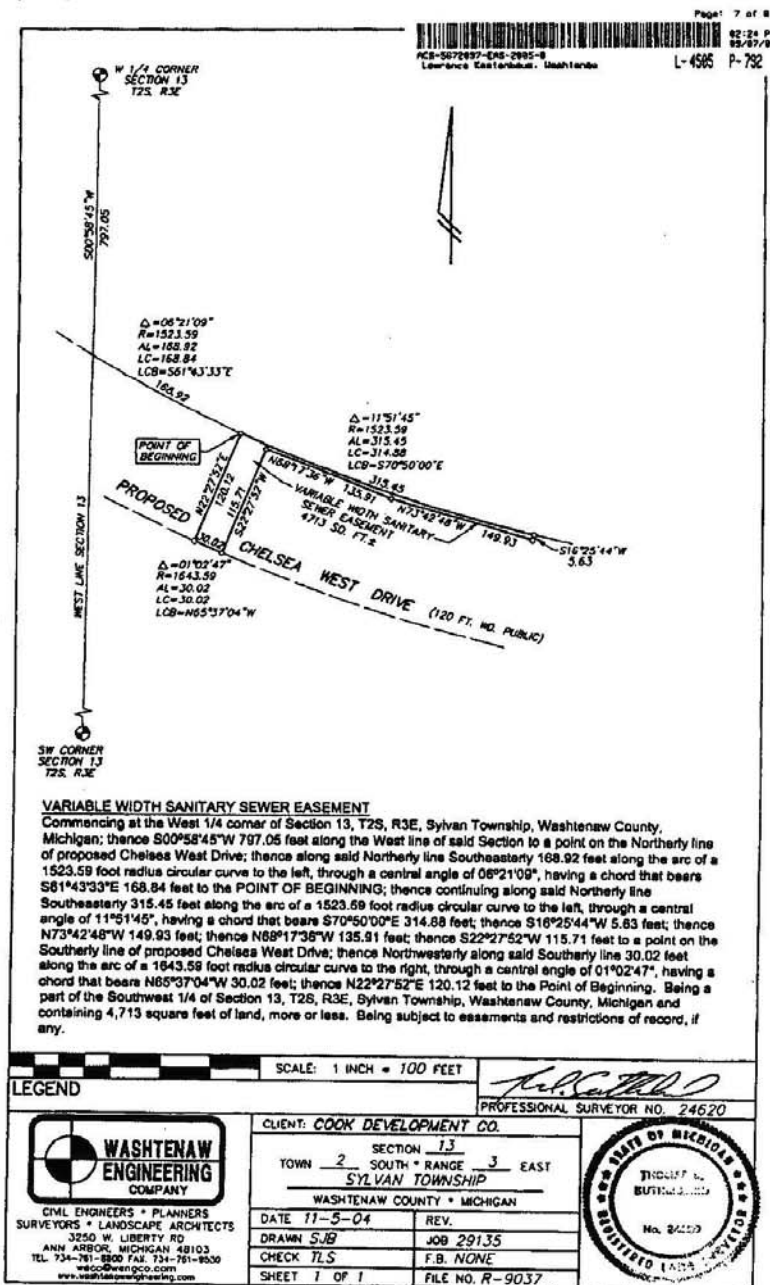 Page: 7 of 8
02:24 P
L-4505 P-792
W 1/4 CORNER
SECTION 13
T2S, R3E
S00°58'45"W
797.05
Δ=06°21'09"
R=1523.59
AL=168.92
LC=168.84
LCB=S61°43'33"E
168.92
POINT OF
BEGINNING
Δ=11°51'45"
R=1523.59
AL=315.45
LC=314.88
LCB=S70°50'00"E
315.45
N68°17'36"W 135.91
N73°42'48"W 149.93
VARIABLE WIDTH SANITARY
SEWER EASEMENT
4713 SQ. FT.±
S16°25'44"W
5.63
N22°27'52"E
120.12
115.71
S22°27'52"W
30.02
PROPOSED CHELSEA WEST DRIVE (120 FT. WD. PUBLIC)
Δ=01°02'47"
R=1643.59
AL=30.02
LC=30.02
LCB=N65°37'04"W
WEST LINE SECTION 13
SW CORNER
SECTION 13
T2S, R3E
VARIABLE WIDTH SANITARY SEWER EASEMENT
Commencing at the West 1/4 corner of Section 13, T2S, R3E, Sylvan Township, Washtenaw County,
Michigan; thence S00°58'45"W 797.05 feet along the West line of said Section to a point on the Northerly line
of proposed Chelsea West Drive; thence along said Northerly line Southeasterly 168.92 feet along the arc of a
1523.59 foot radius circular curve to the left, through a central angle of 06°21'09", having a chord that bears
S61°43'33"E 168.84 feet to the POINT OF BEGINNING; thence continuing along said Northerly line
Southeasterly 315.45 feet along the arc of a 1523.59 foot radius circular curve to the left, through a central
angle of 11°51'45", having a chord that bears S70°50'00"E 314.88 feet; thence S16°25'44"W 5.63 feet; thence
N73°42'48"W 149.93 feet; thence N68°17'36"W 135.91 feet; thence S22°27'52"W 115.71 feet to a point on the
Southerly line of proposed Chelsea West Drive; thence Northwesterly along said Southerly line 30.02 feet
along the arc of a 1643.59 foot radius circular curve to the right, through a central angle of 01°02'47", having a
chord that bears N65°37'04"W 30.02 feet; thence N22°27'52"E 120.12 feet to the Point of Beginning. Being a
part of the Southwest 1/4 of Section 13, T2S, R3E, Sylvan Township, Washtenaw County, Michigan and
containing 4,713 square feet of land, more or less. Being subject to easements and restrictions of record, if
any.
SCALE: 1 INCH = 100 FEET
LEGEND
PROFESSIONAL SURVEYOR NO. 24620
WASHTENAW
ENGINEERING
COMPANY
CIVIL ENGINEERS * PLANNERS
SURVEYORS * LANDSCAPE ARCHITECTS
3250 W. LIBERTY RD
ANN ARBOR, MICHIGAN 48103
TEL. 734-761-8800 FAX. 734-761-9530
weco@wengco.com
www.washtenawengineering.com
CLIENT: COOK DEVELOPMENT CO.
SECTION 13
TOWN 2 SOUTH * RANGE 3 EAST
SYLVAN TOWNSHIP
WASHTENAW COUNTY * MICHIGAN
DATE 11-5-04 REV.
DRAWN SJB JOB 29135
CHECK TLS F.B. NONE
SHEET 1 OF 1 FILE NO. R-9037
STATE OF MICHIGAN
No.
REGISTERED LAND SURVEYOR